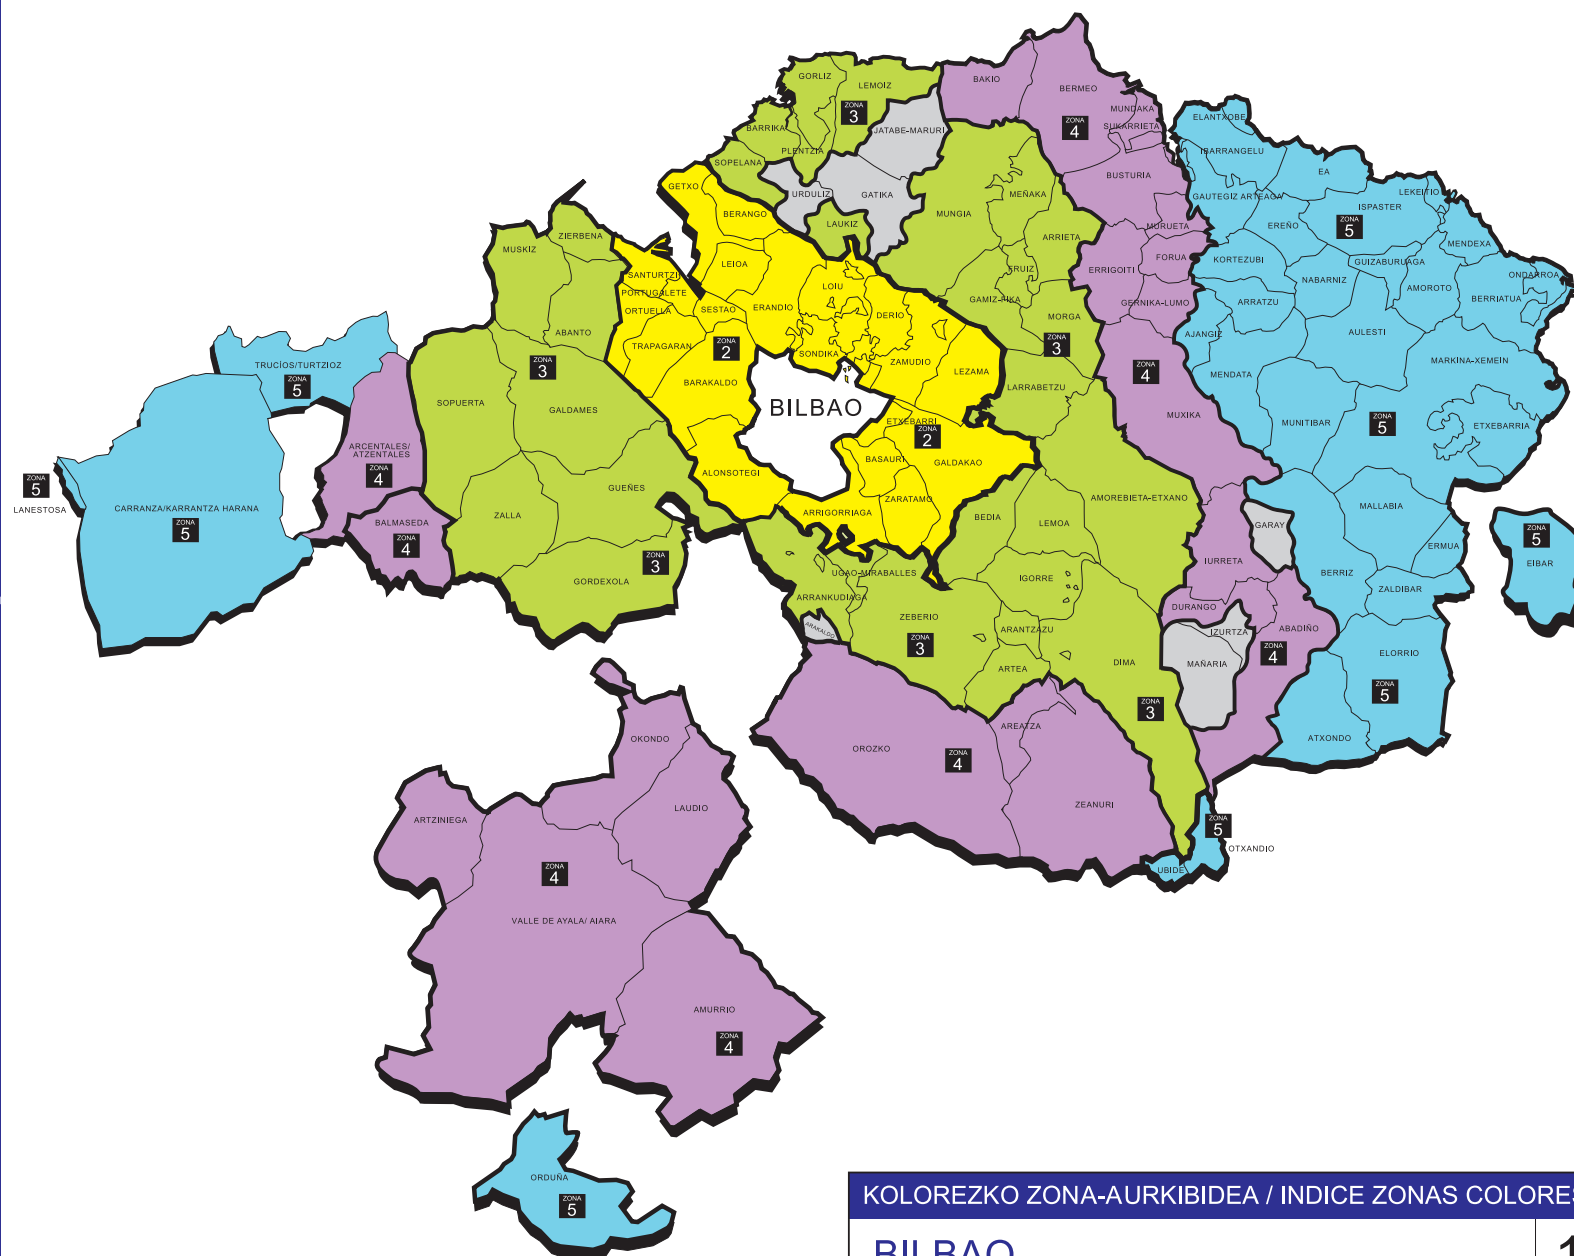 GORLIZ
LEMOIZ
ZONA
3
BARRIKA
PLENTZIA
SOPELANA
JATABE-MARURI
URDULIZ
GATIKA
LAUKIZ
BAKIO
BERMEO
MUNDAKA
SUKARRIETA
ZONA
4
BUSTURIA
MURUETA
FORUA
ERRIGOITI
GERNIKA-LUMO
ZONA
4
MUXIKA
MUNGIA
MEÑAKA
ARRIETA
FRUIZ
GAMIZ-FIKA
MORGA
ZONA
3
LARRABETZU
ELANTXOBE
IBARRANGELU
EA
LEKEITIO
GAUTEGIZ ARTEAGA
ISPASTER
EREÑO
ZONA
5
MENDEXA
KORTEZUBI
GUIZABURUAGA
NABARNIZ
AMOROTO
ONDARROA
BERRIATUA
ARRATZU
AJANGIZ
AULESTI
MENDATA
MARKINA-XEMEIN
MUNITIBAR
ZONA
5
ETXEBARRIA
MALLABIA
ERMUA
BERRIZ
ZALDIBAR
ZONA
5
EIBAR
ELORRIO
ZONA
5
ATXONDO
GETXO
BERANGO
LEIOA
SANTURTZI
PORTUGALETE
ORTUELLA
SESTAO
ERANDIO
LOIU
DERIO
TRAPAGARAN
ZONA
2
SONDIKA
ZAMUDIO
LEZAMA
BARAKALDO
BILBAO
ETXEBARRI
ZONA
2
BASAURI
GALDAKAO
ALONSOTEGI
ZARATAMO
ARRIGORRIAGA
MUSKIZ
ZIERBENA
ABANTO
ZONA
3
SOPUERTA
GALDAMES
GUEÑES
ZALLA
GORDEXOLA
ZONA
3
TRUCÍOS/TURTZIOZ
ZONA
5
ZONA
5
LANESTOSA
CARRANZA/KARRANTZA HARANA
ZONA
5
ARCENTALES/
ATZENTALES
ZONA
4
BALMASEDA
ZONA
4
BEDIA
LEMOA
AMOREBIETA-ETXANO
IGORRE
UGAO-MIRABALLES
ARRANKUDIAGA
ARAKALDO
ZEBERIO
ZONA
3
ARANTZAZU
ARTEA
DIMA
ZONA
3
GARAY
IURRETA
DURANGO
IZURTZA
ABADIÑO
ZONA
4
MAÑARIA
OROZKO
ZONA
4
AREATZA
ZEANURI
ZONA
5
OTXANDIO
UBIDE
OKONDO
LAUDIO
ARTZINIEGA
ZONA
4
VALLE DE AYALA/ AIARA
AMURRIO
ZONA
4
ORDUÑA
ZONA
5
KOLOREZKO ZONA-AURKIBIDEA / INDICE ZONAS COLORES
BILBAO
1